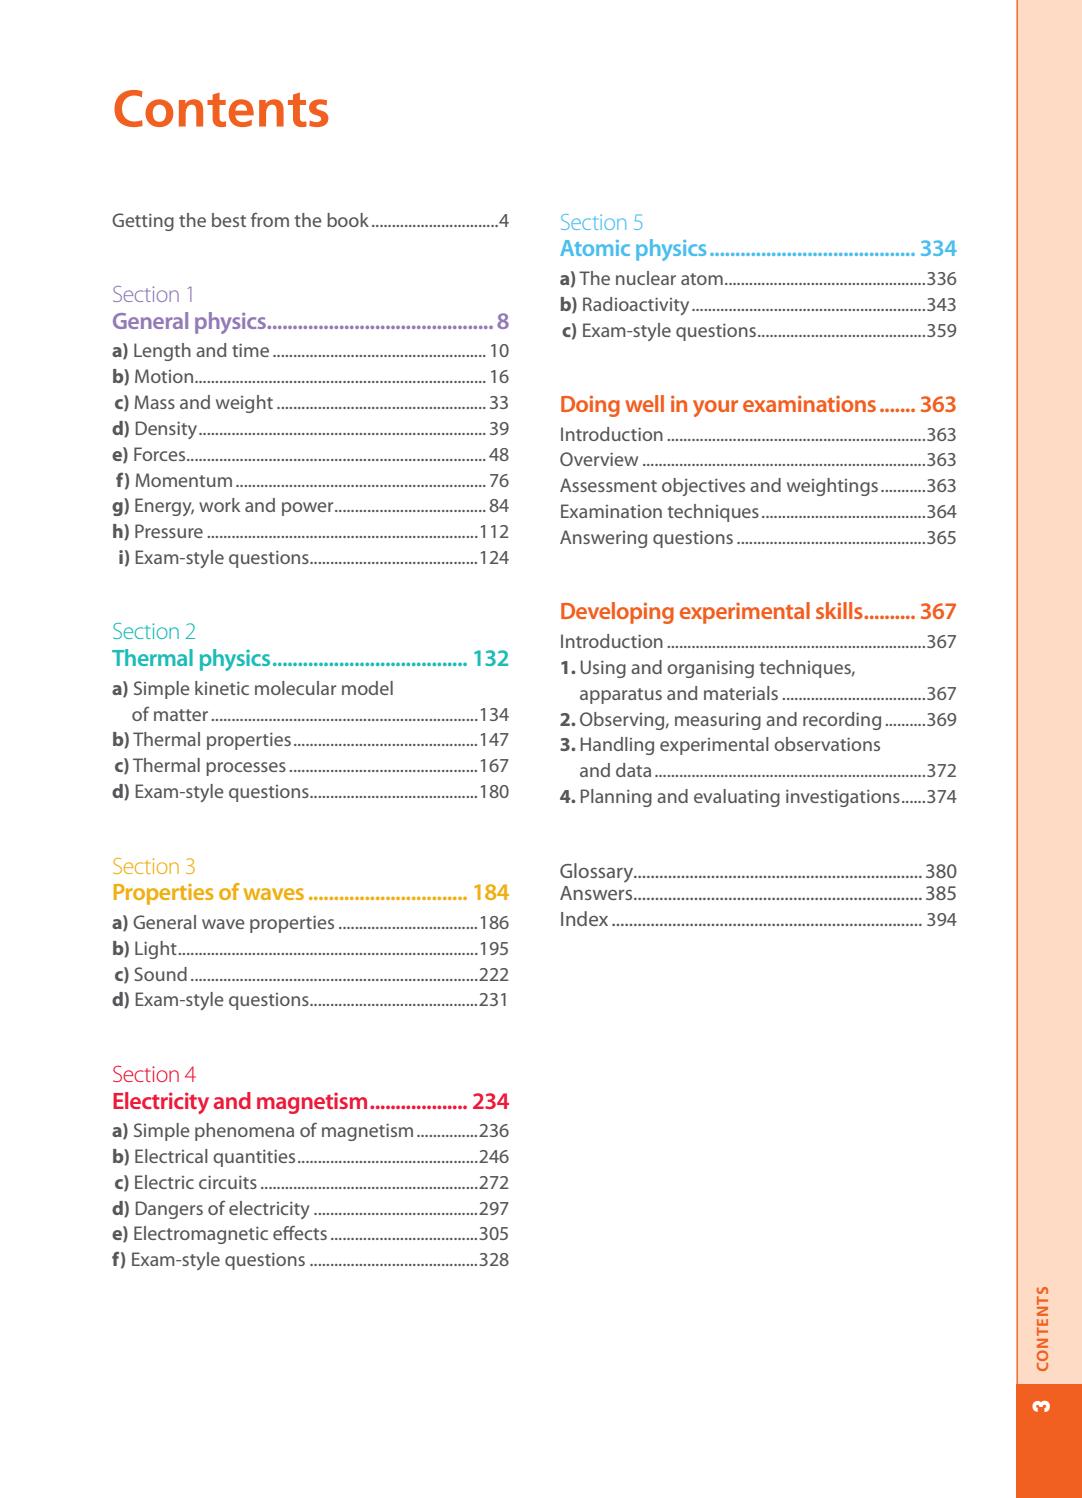 Contents
Getting the best from the book..............................4
Section 1
General physics............................................ 8
a) Length and time .................................................... 10
b) Motion....................................................................... 16
c) Mass and weight ................................................... 33
d) Density...................................................................... 39
e) Forces......................................................................... 48
f) Momentum ............................................................. 76
g) Energy, work and power..................................... 84
h) Pressure ..................................................................112
i) Exam-style questions.........................................124
Section 2
Thermal physics...................................... 132
a) Simple kinetic molecular model
of matter .................................................................134
b) Thermal properties.............................................147
c) Thermal processes ..............................................167
d) Exam-style questions.........................................180
Section 3
Properties of waves ............................... 184
a) General wave properties ..................................186
b) Light.........................................................................195
c) Sound ......................................................................222
d) Exam-style questions.........................................231
Section 4
Electricity and magnetism................... 234
a) Simple phenomena of magnetism ...............236
b) Electrical quantities............................................246
c) Electric circuits .....................................................272
d) Dangers of electricity ........................................297
e) Electromagnetic effects ....................................305
f) Exam-style questions .........................................328
Section 5
Atomic physics ........................................ 334
a) The nuclear atom.................................................336
b) Radioactivity .........................................................343
c) Exam-style questions.........................................359
Doing well in your examinations ....... 363
Introduction ...............................................................363
Overview .....................................................................363
Assessment objectives and weightings...........363
Examination techniques........................................364
Answering questions ..............................................365
Developing experimental skills.......... 367
Introduction ...............................................................367
1. Using and organising techniques,
apparatus and materials ...................................367
2. Observing, measuring and recording ..........369
3. Handling experimental observations
and data ..................................................................372
4. Planning and evaluating investigations......374
Glossary...................................................................... 380
Answers...................................................................... 385
Index ........................................................................... 394
CONTENTS
3